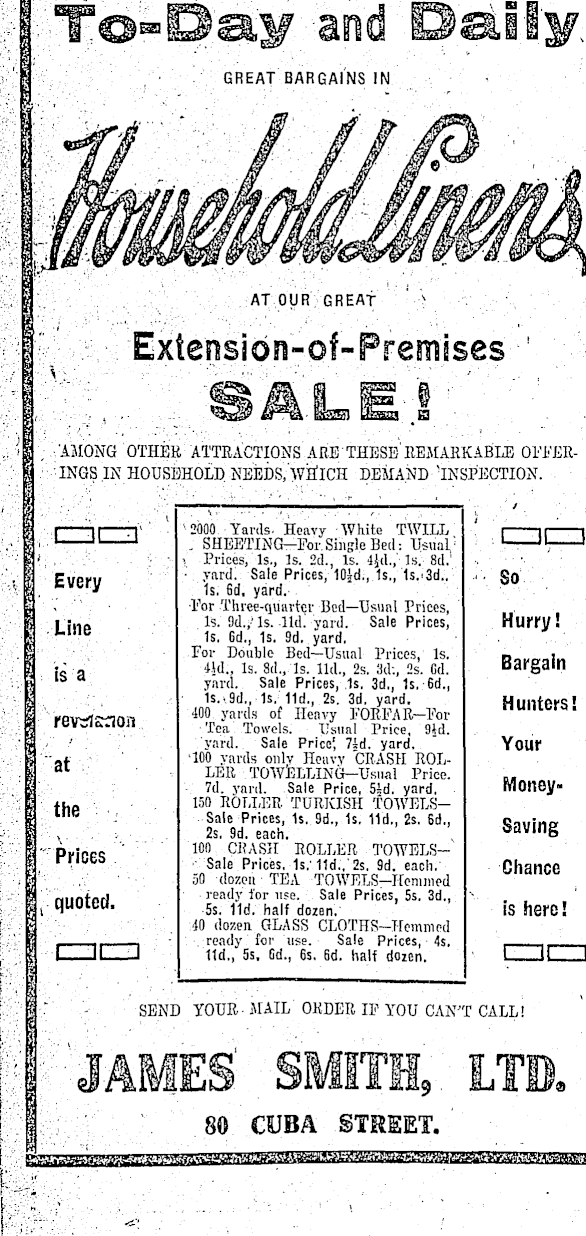 To-Day and Daily
GREAT BARGAINS IN
Household Linens
AT OUR GREAT
Extension-of-Premises
SALE!
AMONG OTHER ATTRACTIONS ARE THESE REMARKABLE OFFER-
INGS IN HOUSEHOLD NEEDS, WHICH DEMAND INSPECTION.
Every
Line
is a
revelation
at
the
Prices
quoted.
2000 Yards Heavy White TWILL
SHEETING—For Single Bed: Usual
Prices, 1s., 1s. 2d., 1s. 4½d., 1s. 8d.
yard. Sale Prices, 10½d., 1s., 1s. 3d.,
1s. 6d. yard.
For Three-quarter Bed—Usual Prices,
1s. 9d., 1s. 11d. yard. Sale Prices,
1s. 6d., 1s. 9d. yard.
For Double Bed—Usual Prices, 1s.
4½d., 1s. 8d., 1s. 11d., 2s. 3d., 2s. 6d.
yard. Sale Prices, 1s. 3d., 1s. 6d.,
1s. 9d., 1s. 11d., 2s. 3d. yard.
400 yards of Heavy FORFAR—For
Tea Towels. Usual Price, 9½d.
yard. Sale Price, 7½d. yard.
100 yards only Heavy CRASH ROL-
LER TOWELLING—Usual Price.
7d. yard. Sale Price, 5½d. yard.
150 ROLLER TURKISH TOWELS—
Sale Prices, 1s. 9d., 1s. 11d., 2s. 6d.,
2s. 9d. each.
100 CRASH ROLLER TOWELS—
Sale Prices, 1s. 11d., 2s. 9d. each.
50 dozen TEA TOWELS—Hemmed
ready for use. Sale Prices, 5s. 3d.,
5s. 11d. half dozen.
40 dozen GLASS CLOTHS—Hemmed
ready for use. Sale Prices, 4s.
11d., 5s. 6d., 6s. 6d. half dozen.
So
Hurry!
Bargain
Hunters!
Your
Money-
Saving
Chance
is here!
SEND YOUR MAIL ORDER IF YOU CAN'T CALL!
JAMES SMITH, LTD.
80 CUBA STREET.